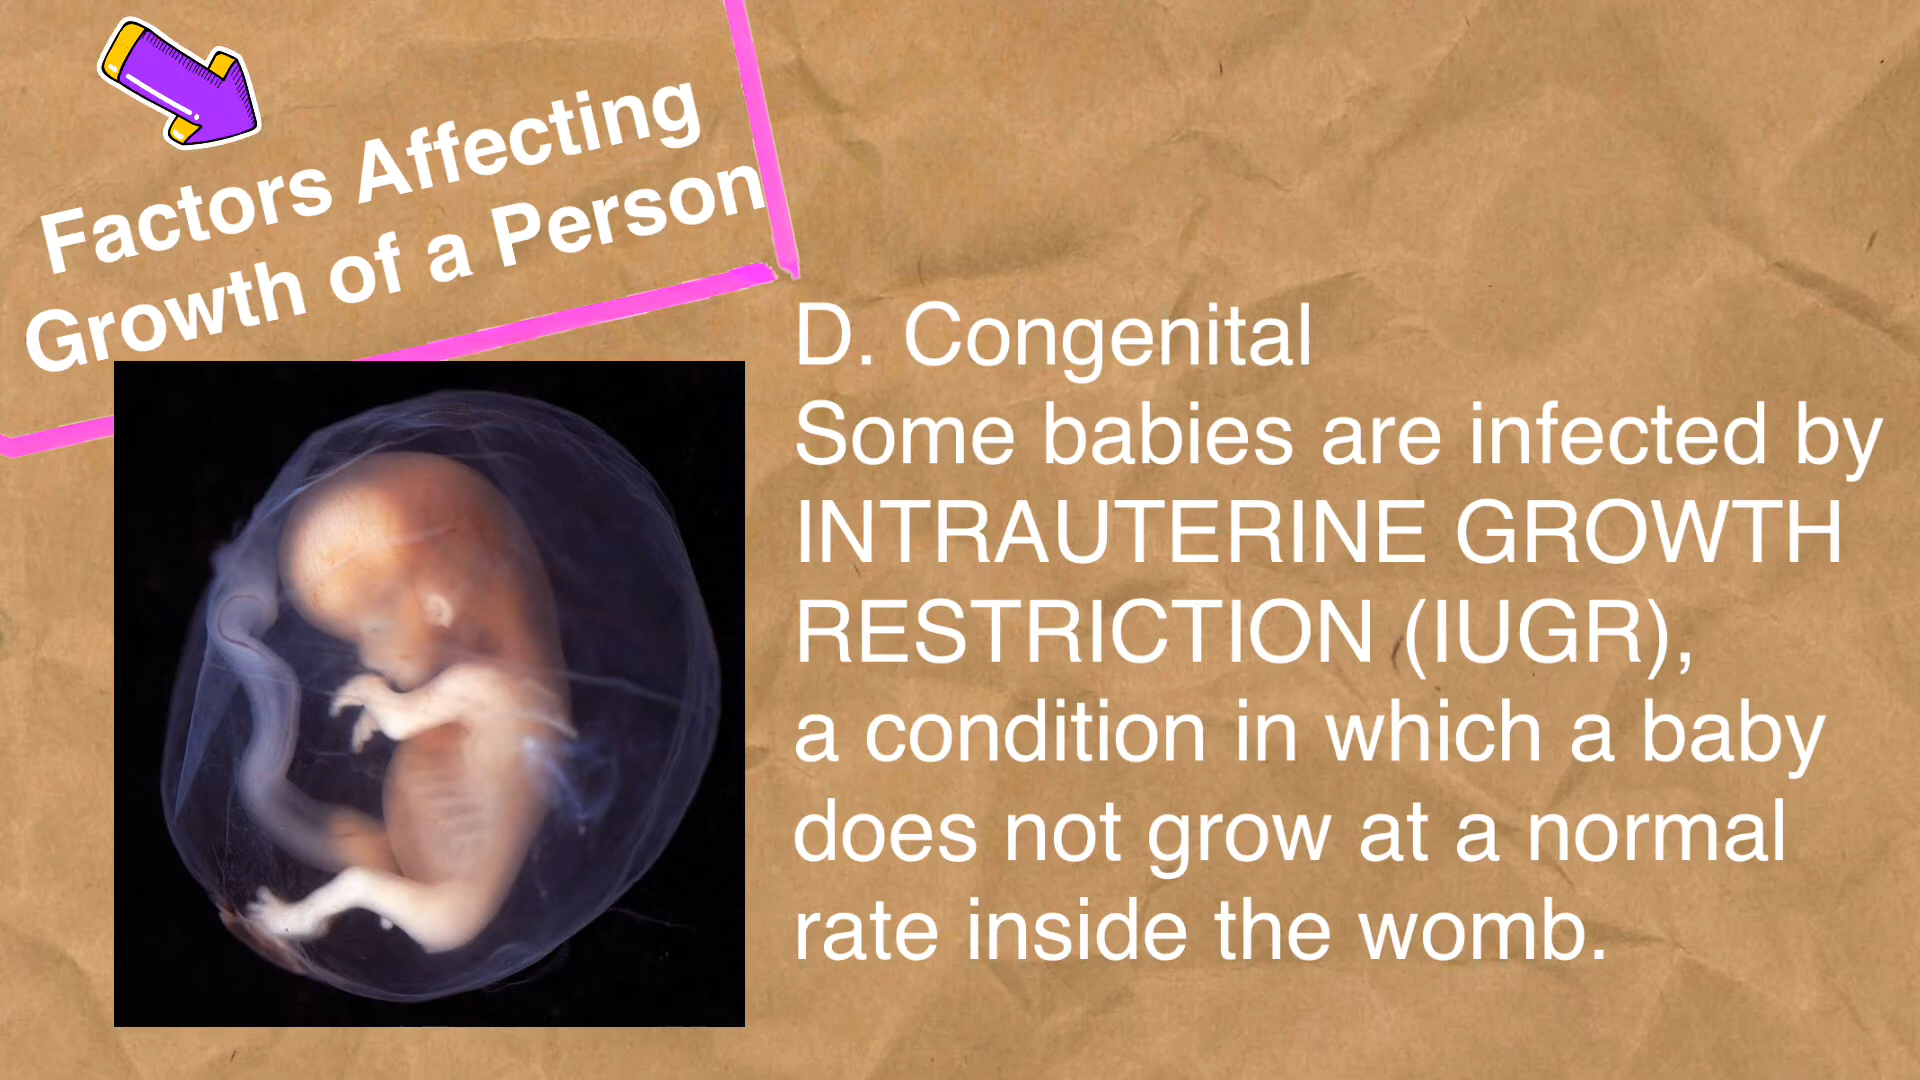 Factors Affecting
Growth of a Person
D. Congenital
Some babies are infected by
INTRAUTERINE GROWTH
RESTRICTION (IUGR),
a condition in which a baby
does not grow at a normal
rate inside the womb.